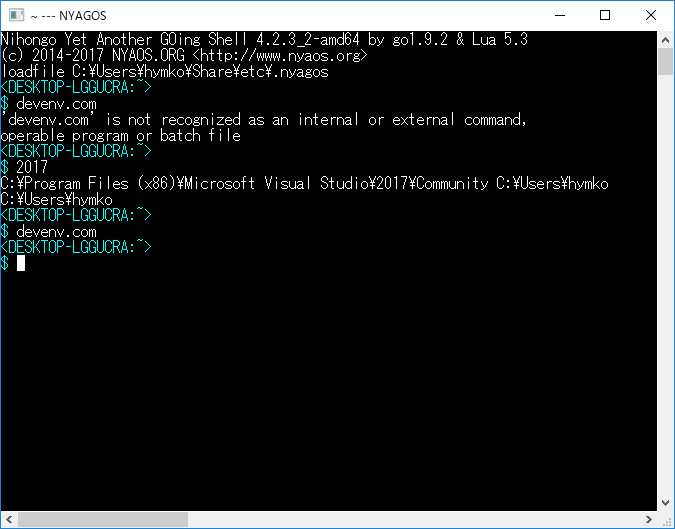 ~ --- NYAGOS
Nihongo Yet Another GOing Shell 4.2.3_2-amd64 by go1.9.2 & Lua 5.3
(c) 2014-2017 NYAOS.ORG <http://www.nyaos.org>
loadfile C:¥Users¥hymko¥Share¥etc¥.nyagos
<DESKTOP-LGGUCRA:~>
$ devenv.com
'devenv.com' is not recognized as an internal or external command,
operable program or batch file
<DESKTOP-LGGUCRA:~>
$ 2017
C:¥Program Files (x86)¥Microsoft Visual Studio¥2017¥Community C:¥Users¥hymko
C:¥Users¥hymko
<DESKTOP-LGGUCRA:~>
$ devenv.com
<DESKTOP-LGGUCRA:~>
$